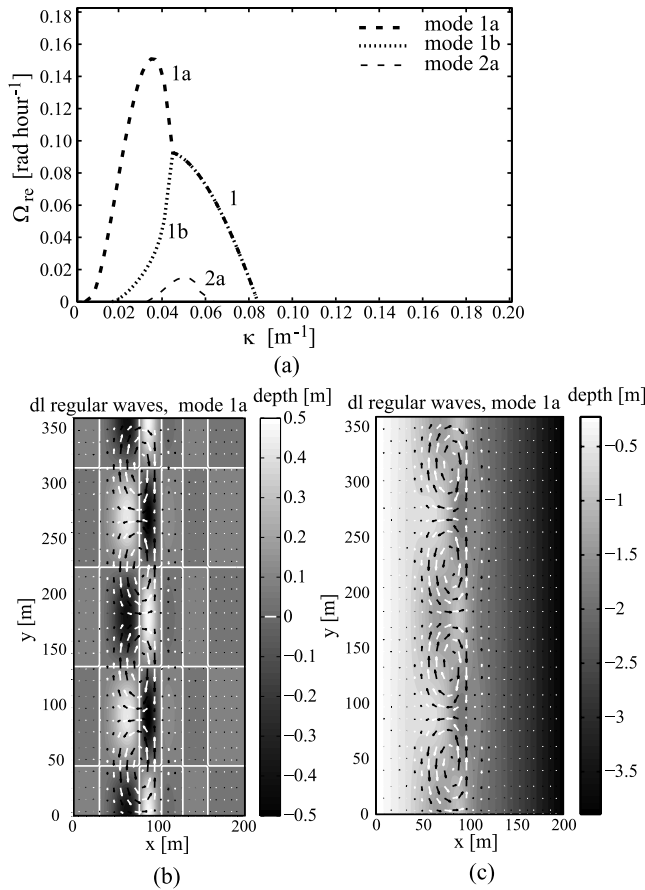 0.18
0.16
0.14
0.12
0.10
0.08
0.06
0.04
0.02
0
Ω_re [rad hour⁻¹]
mode 1a
mode 1b
mode 2a
1a
1
1b
2a
0.00 0.02 0.04 0.06 0.08 0.10 0.12 0.14 0.16 0.18 0.20
κ [m⁻¹]
(a)
dl regular waves, mode 1a
depth [m]
350
300
250
200
150
100
50
0
y [m]
0 100 200
x [m]
0.5
0.4
0.3
0.2
0.1
0
−0.1
−0.2
−0.3
−0.4
−0.5
(b)
dl regular waves, mode 1a
depth [m]
350
300
250
200
150
100
50
0
y [m]
0 50 100 150 200
x [m]
−0.5
−1
−1.5
−2
−2.5
−3
−3.5
(c)